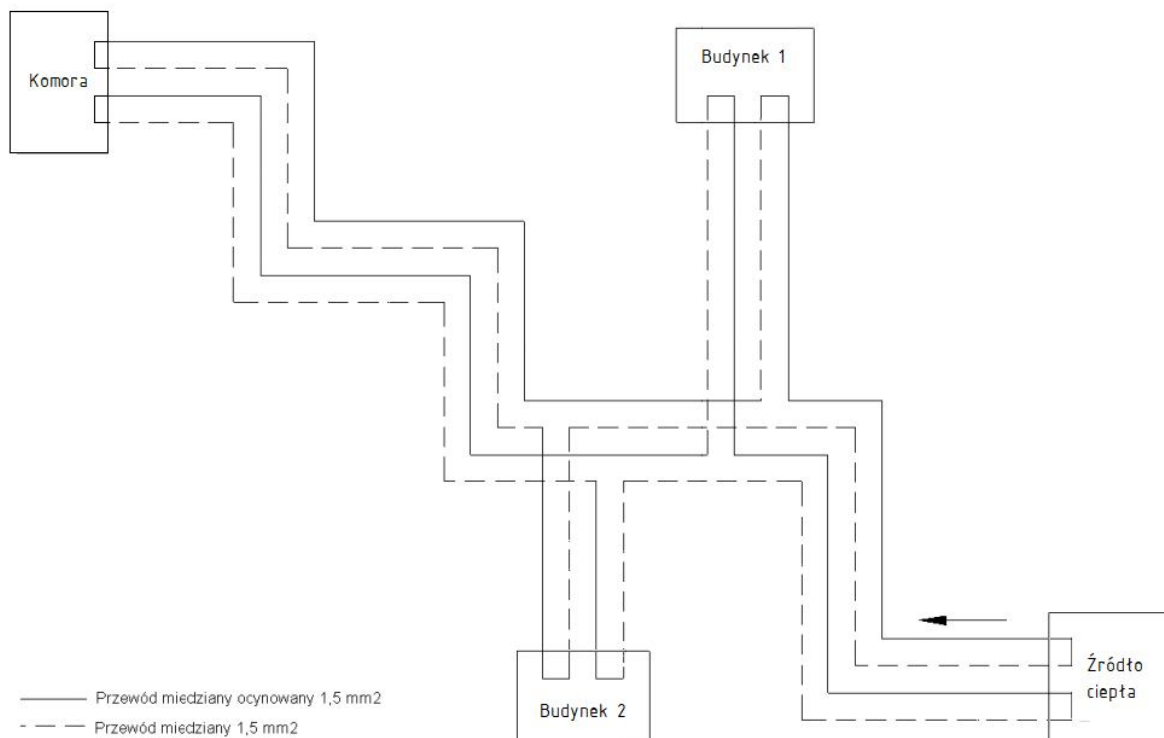 Komora
Budynek 1
Źródło
ciepła
Budynek 2
Przewód miedziany ocynowany 1,5 mm2
Przewód miedziany 1,5 mm2